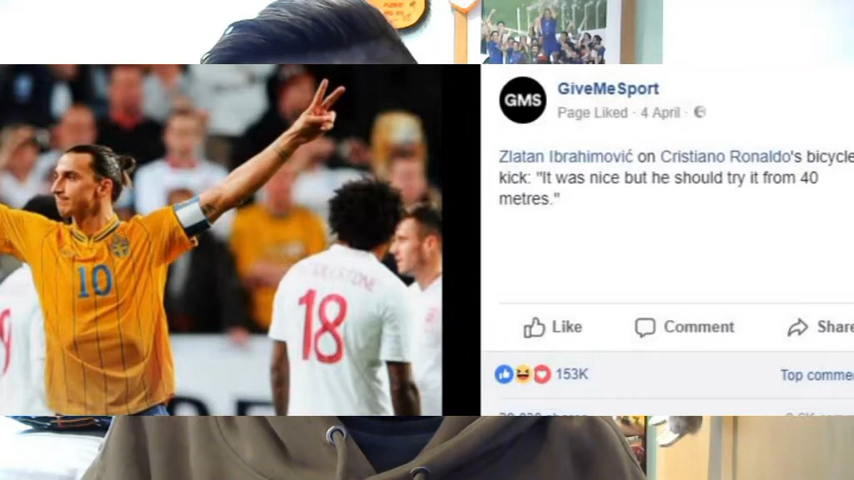 GMS
GiveMeSport
Page Liked · 4 April ·
Zlatan Ibrahimović on Cristiano Ronaldo's bicycle
kick: "It was nice but he should try it from 40
metres."
10
18
Like Comment Share
153K Top comme